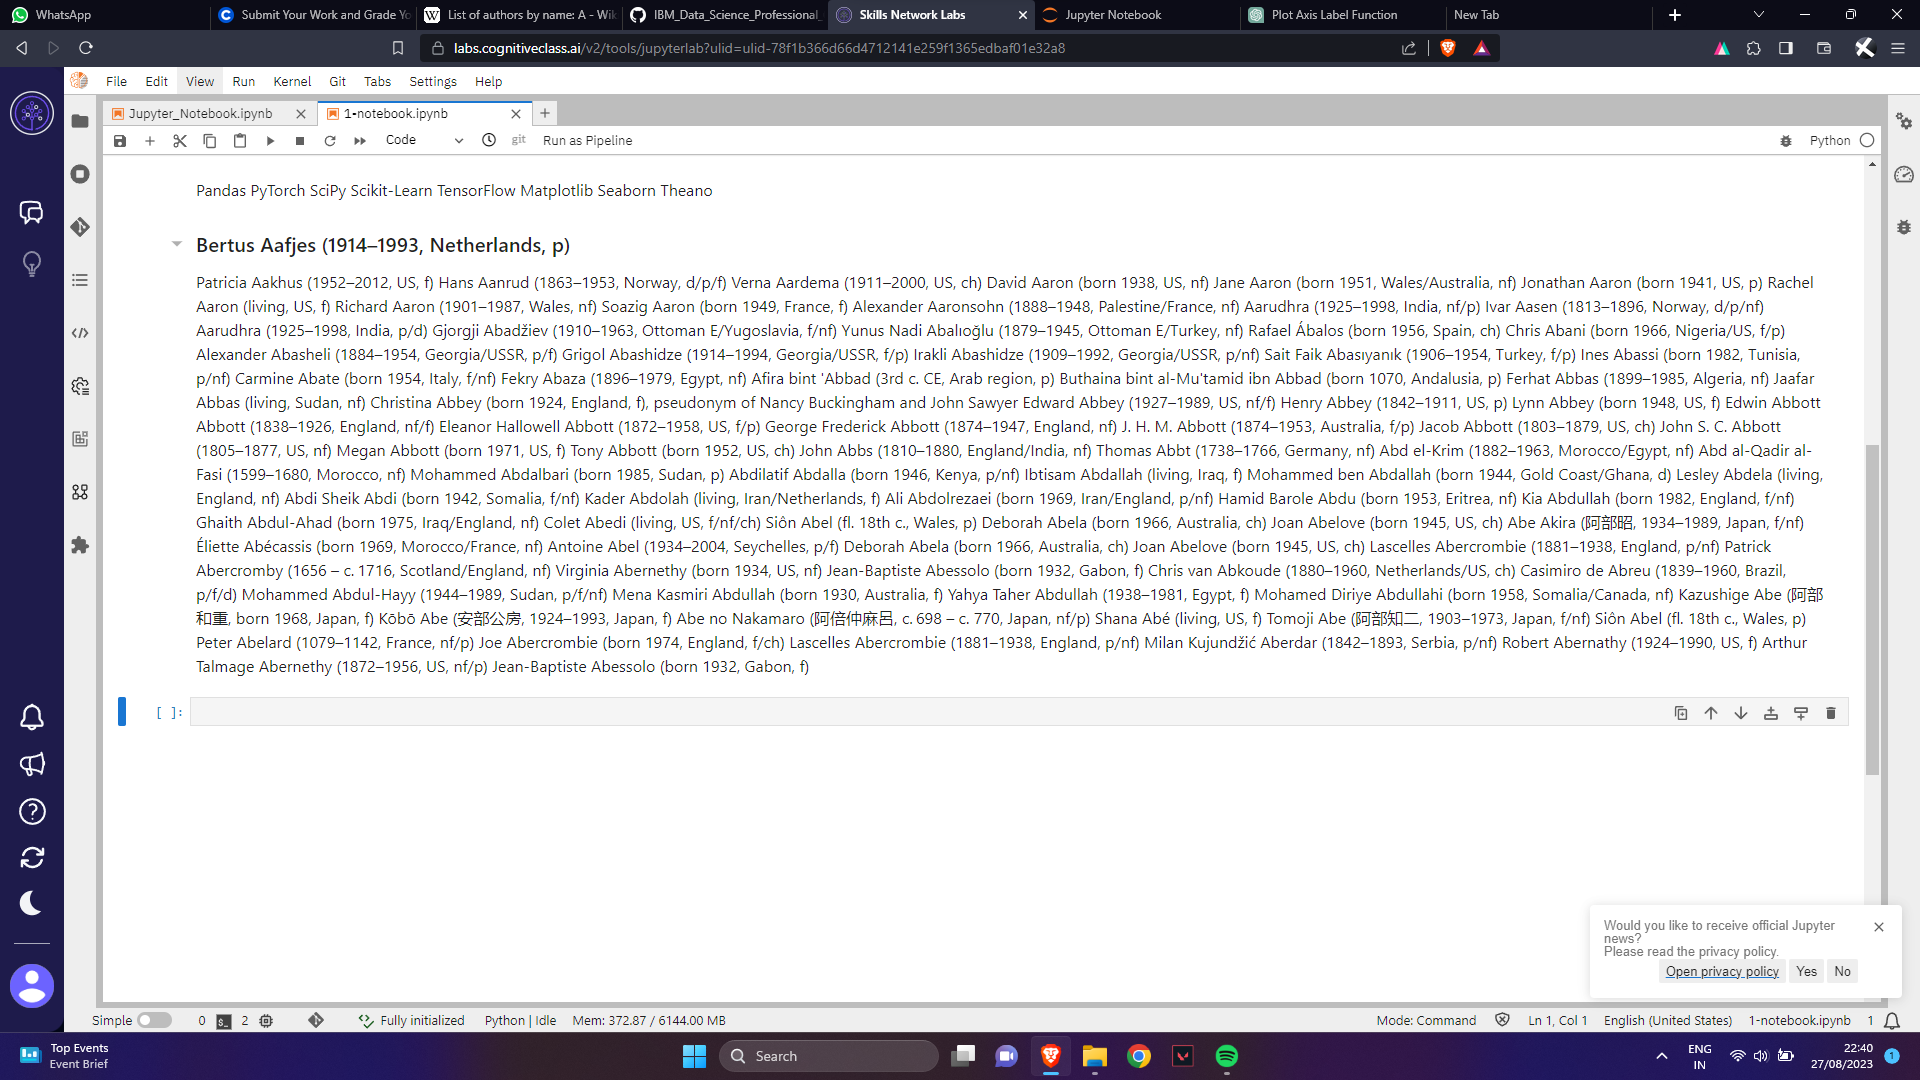 WhatsApp
Submit Your Work and Grade Yo
List of authors by name: A - Wik
IBM_Data_Science_Professional_
Skills Network Labs
Jupyter Notebook
Plot Axis Label Function
New Tab
labs.cognitiveclass.ai/v2/tools/jupyterlab?ulid=ulid-78f1b366d66d4712141e259f1365edbaf01e32a8
File Edit View Run Kernel Git Tabs Settings Help
Jupyter_Notebook.ipynb
1-notebook.ipynb
Code
git
Run as Pipeline
Python
Pandas PyTorch SciPy Scikit-Learn TensorFlow Matplotlib Seaborn Theano
Bertus Aafjes (1914–1993, Netherlands, p)
Patricia Aakhus (1952–2012, US, f) Hans Aanrud (1863–1953, Norway, d/p/f) Verna Aardema (1911–2000, US, ch) David Aaron (born 1938, US, nf) Jane Aaron (born 1951, Wales/Australia, nf) Jonathan Aaron (born 1941, US, p) Rachel
Aaron (living, US, f) Richard Aaron (1901–1987, Wales, nf) Soazig Aaron (born 1949, France, f) Alexander Aaronsohn (1888–1948, Palestine/France, nf) Aarudhra (1925–1998, India, nf/p) Ivar Aasen (1813–1896, Norway, d/p/nf)
Aarudhra (1925–1998, India, p/d) Gjorgji Abadžiev (1910–1963, Ottoman E/Yugoslavia, f/nf) Yunus Nadi Abalıoğlu (1879–1945, Ottoman E/Turkey, nf) Rafael Ábalos (born 1956, Spain, ch) Chris Abani (born 1966, Nigeria/US, f/p)
Alexander Abasheli (1884–1954, Georgia/USSR, p/f) Grigol Abashidze (1914–1994, Georgia/USSR, f/p) Irakli Abashidze (1909–1992, Georgia/USSR, p/nf) Sait Faik Abasıyanık (1906–1954, Turkey, f/p) Ines Abassi (born 1982, Tunisia,
p/nf) Carmine Abate (born 1954, Italy, f/nf) Fekry Abaza (1896–1979, Egypt, nf) Afira bint 'Abbad (3rd c. CE, Arab region, p) Buthaina bint al-Mu'tamid ibn Abbad (born 1070, Andalusia, p) Ferhat Abbas (1899–1985, Algeria, nf) Jaafar
Abbas (living, Sudan, nf) Christina Abbey (born 1924, England, f), pseudonym of Nancy Buckingham and John Sawyer Edward Abbey (1927–1989, US, nf/f) Henry Abbey (1842–1911, US, p) Lynn Abbey (born 1948, US, f) Edwin Abbott
Abbott (1838–1926, England, nf/f) Eleanor Hallowell Abbott (1872–1958, US, f/p) George Frederick Abbott (1874–1947, England, nf) J. H. M. Abbott (1874–1953, Australia, f/p) Jacob Abbott (1803–1879, US, ch) John S. C. Abbott
(1805–1877, US, nf) Megan Abbott (born 1971, US, f) Tony Abbott (born 1952, US, ch) John Abbs (1810–1880, England/India, nf) Thomas Abbt (1738–1766, Germany, nf) Abd el-Krim (1882–1963, Morocco/Egypt, nf) Abd al-Qadir al-
Fasi (1599–1680, Morocco, nf) Mohammed Abdalbari (born 1985, Sudan, p) Abdilatif Abdalla (born 1946, Kenya, p/nf) Ibtisam Abdallah (living, Iraq, f) Mohammed ben Abdallah (born 1944, Gold Coast/Ghana, d) Lesley Abdela (living,
England, nf) Abdi Sheik Abdi (born 1942, Somalia, f/nf) Kader Abdolah (living, Iran/Netherlands, f) Ali Abdolrezaei (born 1969, Iran/England, p/nf) Hamid Barole Abdu (born 1953, Eritrea, nf) Kia Abdullah (born 1982, England, f/nf)
Ghaith Abdul-Ahad (born 1975, Iraq/England, nf) Colet Abedi (living, US, f/nf/ch) Siôn Abel (fl. 18th c., Wales, p) Deborah Abela (born 1966, Australia, ch) Joan Abelove (born 1945, US, ch) Abe Akira (阿部昭, 1934–1989, Japan, f/nf)
Éliette Abécassis (born 1969, Morocco/France, nf) Antoine Abel (1934–2004, Seychelles, p/f) Deborah Abela (born 1966, Australia, ch) Joan Abelove (born 1945, US, ch) Lascelles Abercrombie (1881–1938, England, p/nf) Patrick
Abercromby (1656 – c. 1716, Scotland/England, nf) Virginia Abernethy (born 1934, US, nf) Jean-Baptiste Abessolo (born 1932, Gabon, f) Chris van Abkoude (1880–1960, Netherlands/US, ch) Casimiro de Abreu (1839–1960, Brazil,
p/f/d) Mohammed Abdul-Hayy (1944–1989, Sudan, p/f/nf) Mena Kasmiri Abdullah (born 1930, Australia, f) Yahya Taher Abdullah (1938–1981, Egypt, f) Mohamed Diriye Abdullahi (born 1958, Somalia/Canada, nf) Kazushige Abe (阿部
和重, born 1968, Japan, f) Kōbō Abe (安部公房, 1924–1993, Japan, f) Abe no Nakamaro (阿倍仲麻呂, c. 698 – c. 770, Japan, nf/p) Shana Abé (living, US, f) Tomoji Abe (阿部知二, 1903–1973, Japan, f/nf) Siôn Abel (fl. 18th c., Wales, p)
Peter Abelard (1079–1142, France, nf/p) Joe Abercrombie (born 1974, England, f/ch) Lascelles Abercrombie (1881–1938, England, p/nf) Milan Kujundžić Aberdar (1842–1893, Serbia, p/nf) Robert Abernathy (1924–1990, US, f) Arthur
Talmage Abernethy (1872–1956, US, nf/p) Jean-Baptiste Abessolo (born 1932, Gabon, f)
[ ]:
Would you like to receive official Jupyter
news?
Please read the privacy policy.
Open privacy policy Yes No
Simple 0 2 Fully initialized Python | Idle Mem: 372.87 / 6144.00 MB Mode: Command Ln 1, Col 1 English (United States) 1-notebook.ipynb 1
Top Events
Event Brief
Search
ENG
IN
22:40
27/08/2023
1